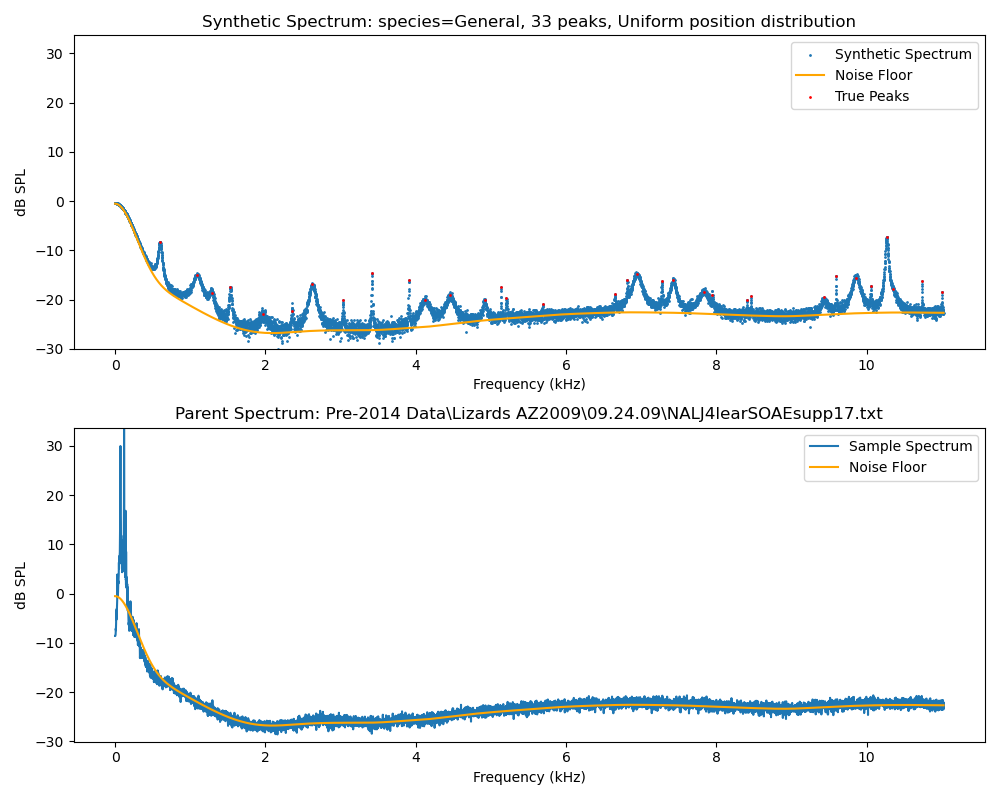 Synthetic Spectrum: species=General, 33 peaks, Uniform position distribution
30
20
10
0
−10
−20
−30
dB SPL
Synthetic Spectrum
Noise Floor
True Peaks
0 2 4 6 8 10
Frequency (kHz)
Parent Spectrum: Pre-2014 Data\Lizards AZ2009\09.24.09\NALJ4learSOAEsupp17.txt
30
20
10
0
−10
−20
−30
dB SPL
Sample Spectrum
Noise Floor
0 2 4 6 8 10
Frequency (kHz)